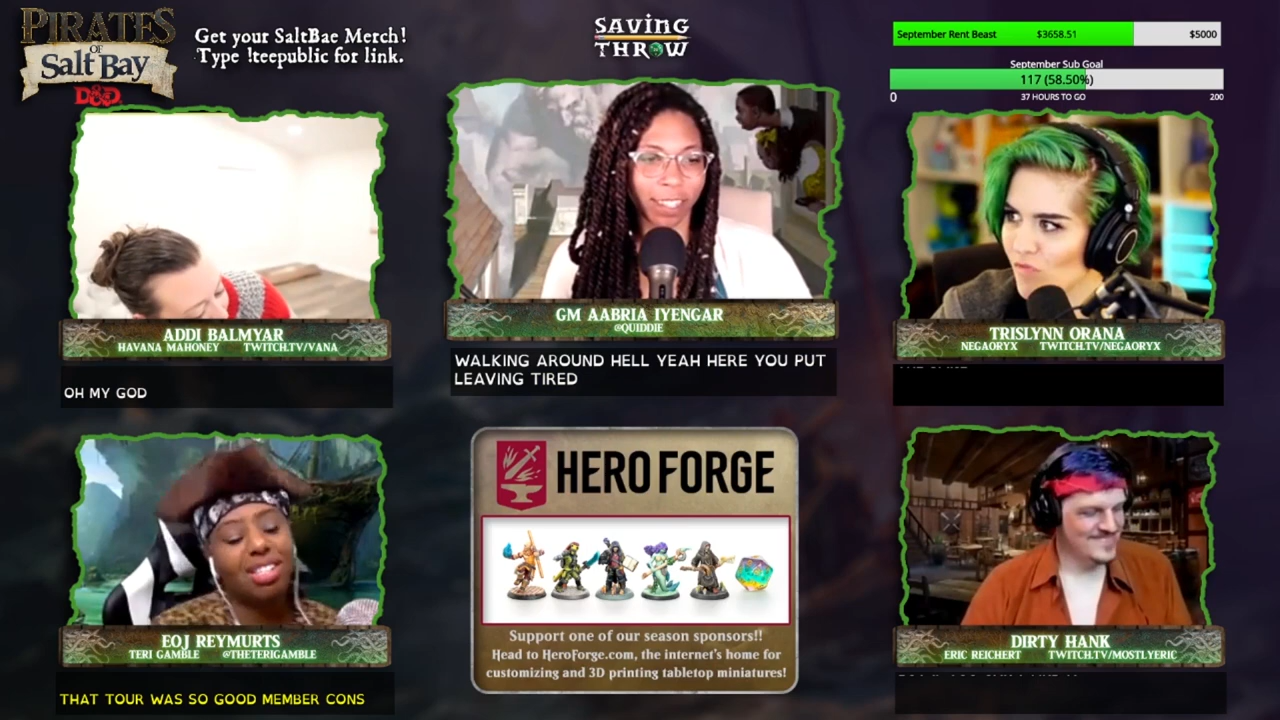 PIRATES
OF
Salt Bay
D&D
Get your SaltBae Merch!
Type !teepublic for link.
SAVING
THROW
September Rent Beast $3658.51 $5000
September Sub Goal
117 (58.50%)
0 37 HOURS TO GO 200
ADDI BALMYAR
HAVANA MAHONEY TWITCH.TV/VANA
OH MY GOD
GM AABRIA IYENGAR
@QUIDDIE
WALKING AROUND HELL YEAH HERE YOU PUT
LEAVING TIRED
TRISLYNN ORANA
NEGAORYX TWITCH.TV/NEGAORYX
EOJ REYMURTS
TERI GAMBLE @THETERIGAMBLE
THAT TOUR WAS SO GOOD MEMBER CONS
HERO FORGE
Support one of our season sponsors!!
Head to HeroForge.com, the internet's home for
customizing and 3D printing tabletop miniatures!
DIRTY HANK
ERIC REICHERT TWITCH.TV/MOSTLYERIC